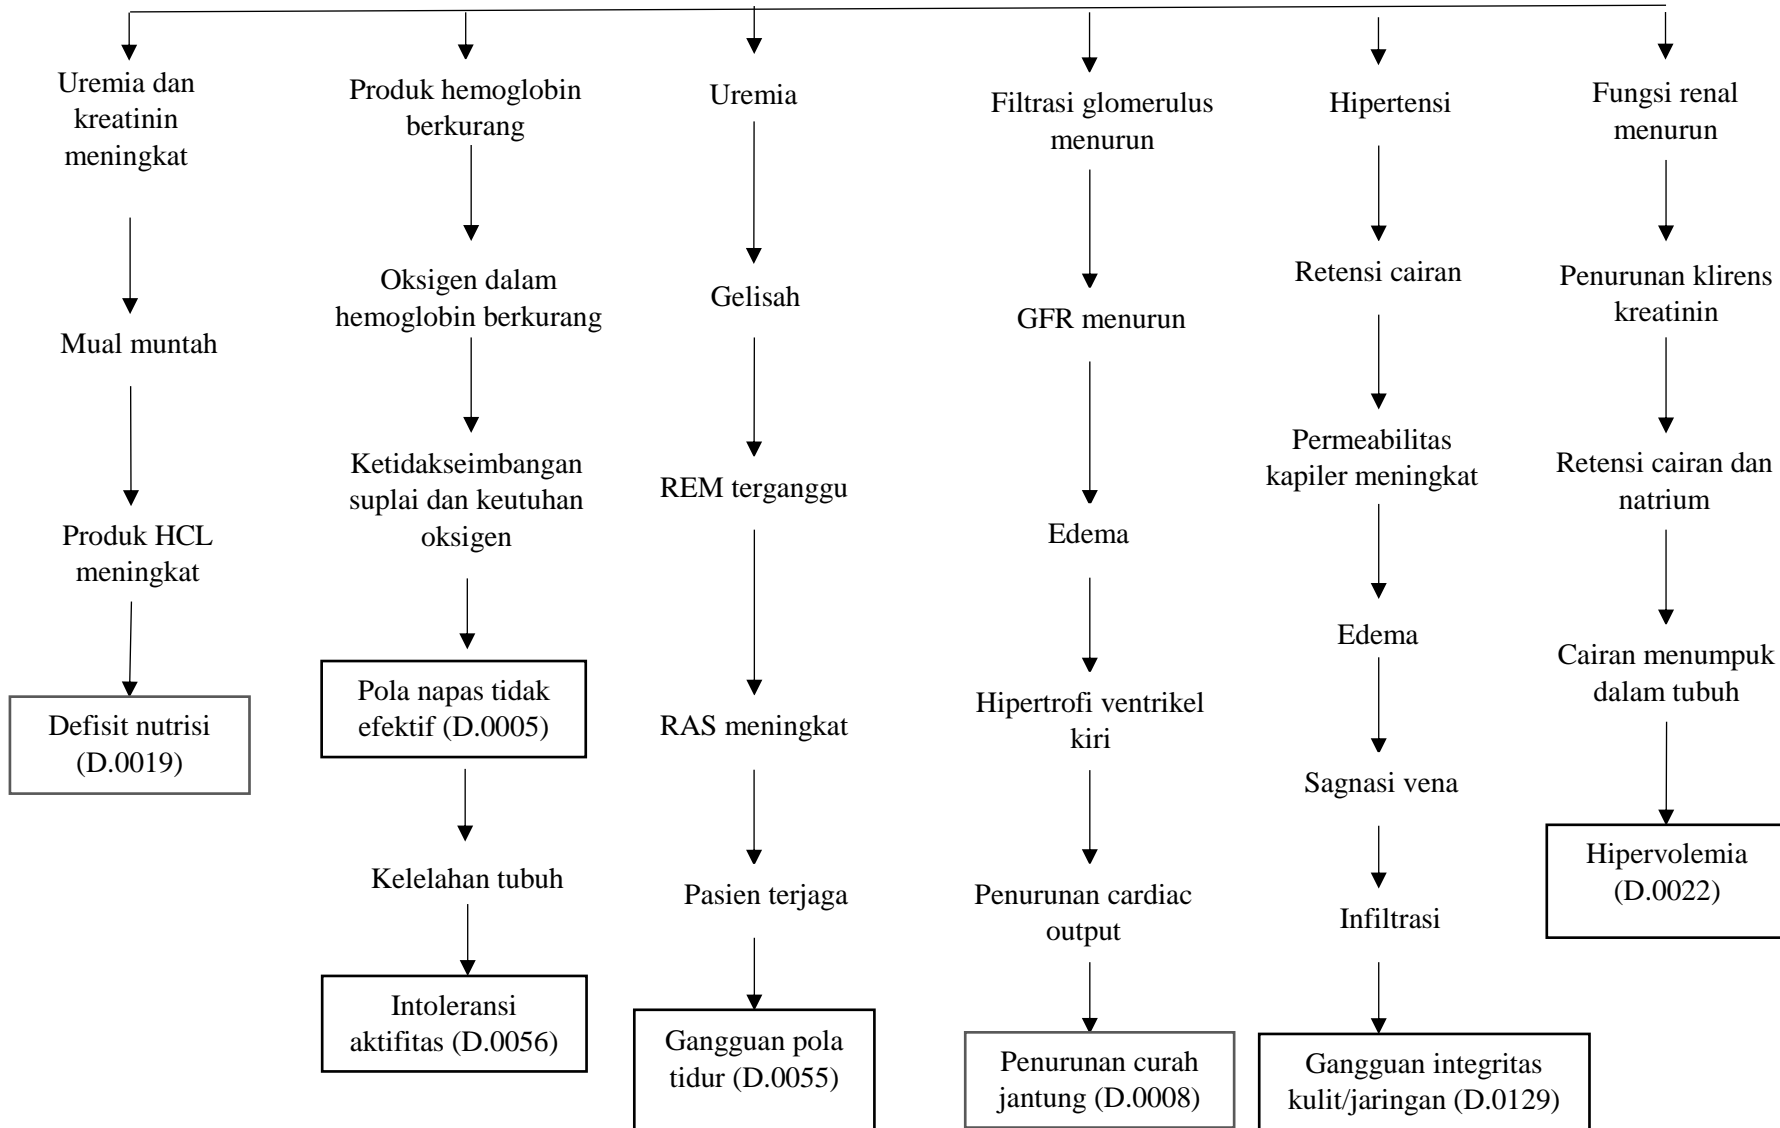 Uremia dan
kreatinin
meningkat
Mual muntah
Produk HCL
meningkat
Defisit nutrisi
(D.0019)
Produk hemoglobin
berkurang
Oksigen dalam
hemoglobin berkurang
Ketidakseimbangan
suplai dan keutuhan
oksigen
Pola napas tidak
efektif (D.0005)
Kelelahan tubuh
Intoleransi
aktifitas (D.0056)
Uremia
Gelisah
REM terganggu
RAS meningkat
Pasien terjaga
Gangguan pola
tidur (D.0055)
Filtrasi glomerulus
menurun
GFR menurun
Edema
Hipertrofi ventrikel
kiri
Penurunan cardiac
output
Penurunan curah
jantung (D.0008)
Hipertensi
Retensi cairan
Permeabilitas
kapiler meningkat
Edema
Sagnasi vena
Infiltrasi
Gangguan integritas
kulit/jaringan (D.0129)
Fungsi renal
menurun
Penurunan klirens
kreatinin
Retensi cairan dan
natrium
Cairan menumpuk
dalam tubuh
Hipervolemia
(D.0022)